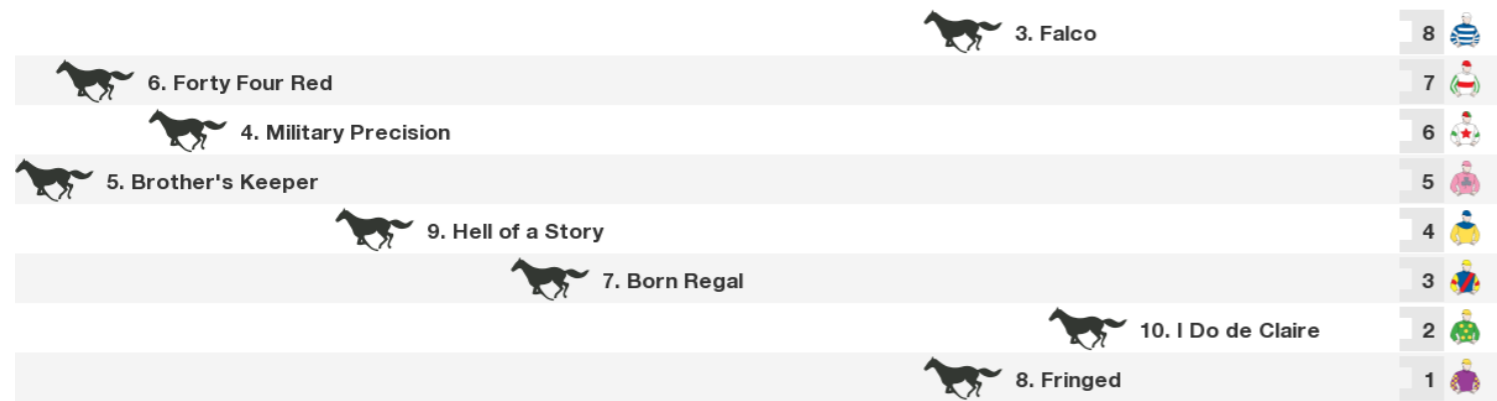 3. Falco 8
6. Forty Four Red 7
4. Military Precision 6
5. Brother's Keeper 5
9. Hell of a Story 4
7. Born Regal 3
10. I Do de Claire 2
8. Fringed 1